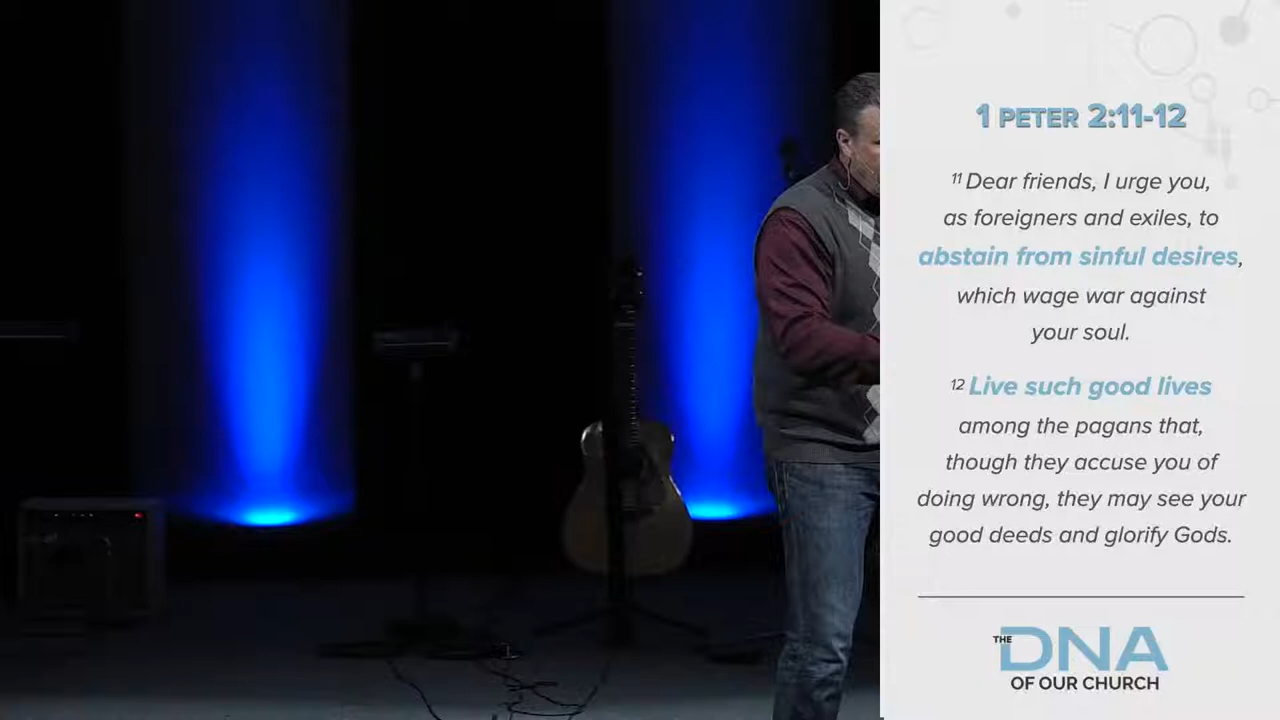 1 PETER 2:11-12
11 Dear friends, I urge you,
as foreigners and exiles, to
abstain from sinful desires,
which wage war against
your soul.
12 Live such good lives
among the pagans that,
though they accuse you of
doing wrong, they may see your
good deeds and glorify Gods.
THE DNA
OF OUR CHURCH